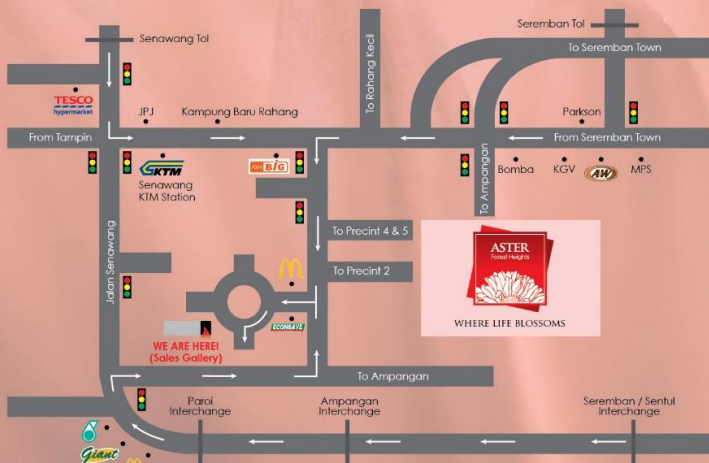 Senawang Tol
Seremban Tol
To Seremban Town
To Rahang Kecil
TESCO
hypermarket
JPJ
Kampung Baru Rahang
Parkson
From Tampin
From Seremban Town
KTM
Senawang
KTM Station
BIG
To Ampangan
Bomba
KGV
AW
MPS
Jalan Senawang
To Precint 4 & 5
To Precint 2
ASTER
Forest Heights
WHERE LIFE BLOSSOMS
ECONSAVE
WE ARE HERE!
(Sales Gallery)
To Ampangan
Paroi
Interchange
Ampangan
Interchange
Seremban / Sentul
Interchange
Giant